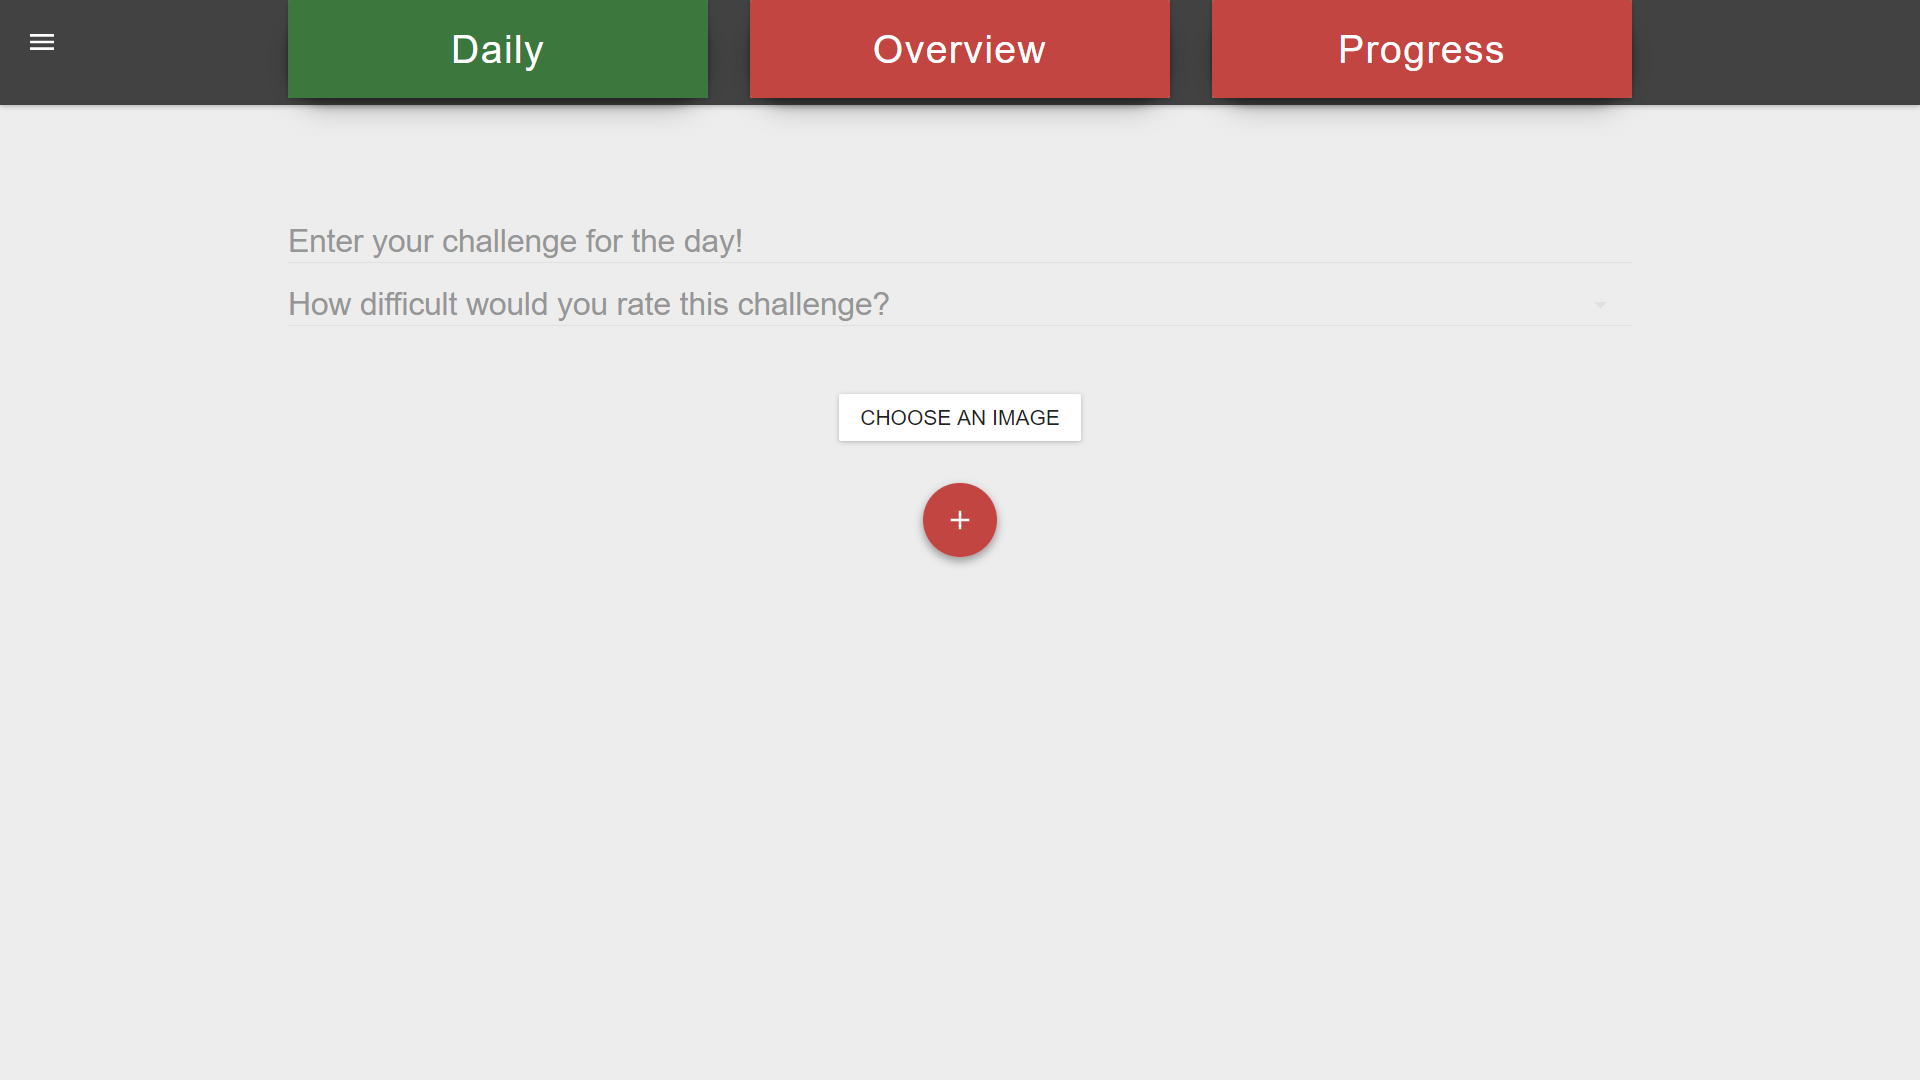 Daily
Overview
Progress
Enter your challenge for the day!
How difficult would you rate this challenge?
CHOOSE AN IMAGE